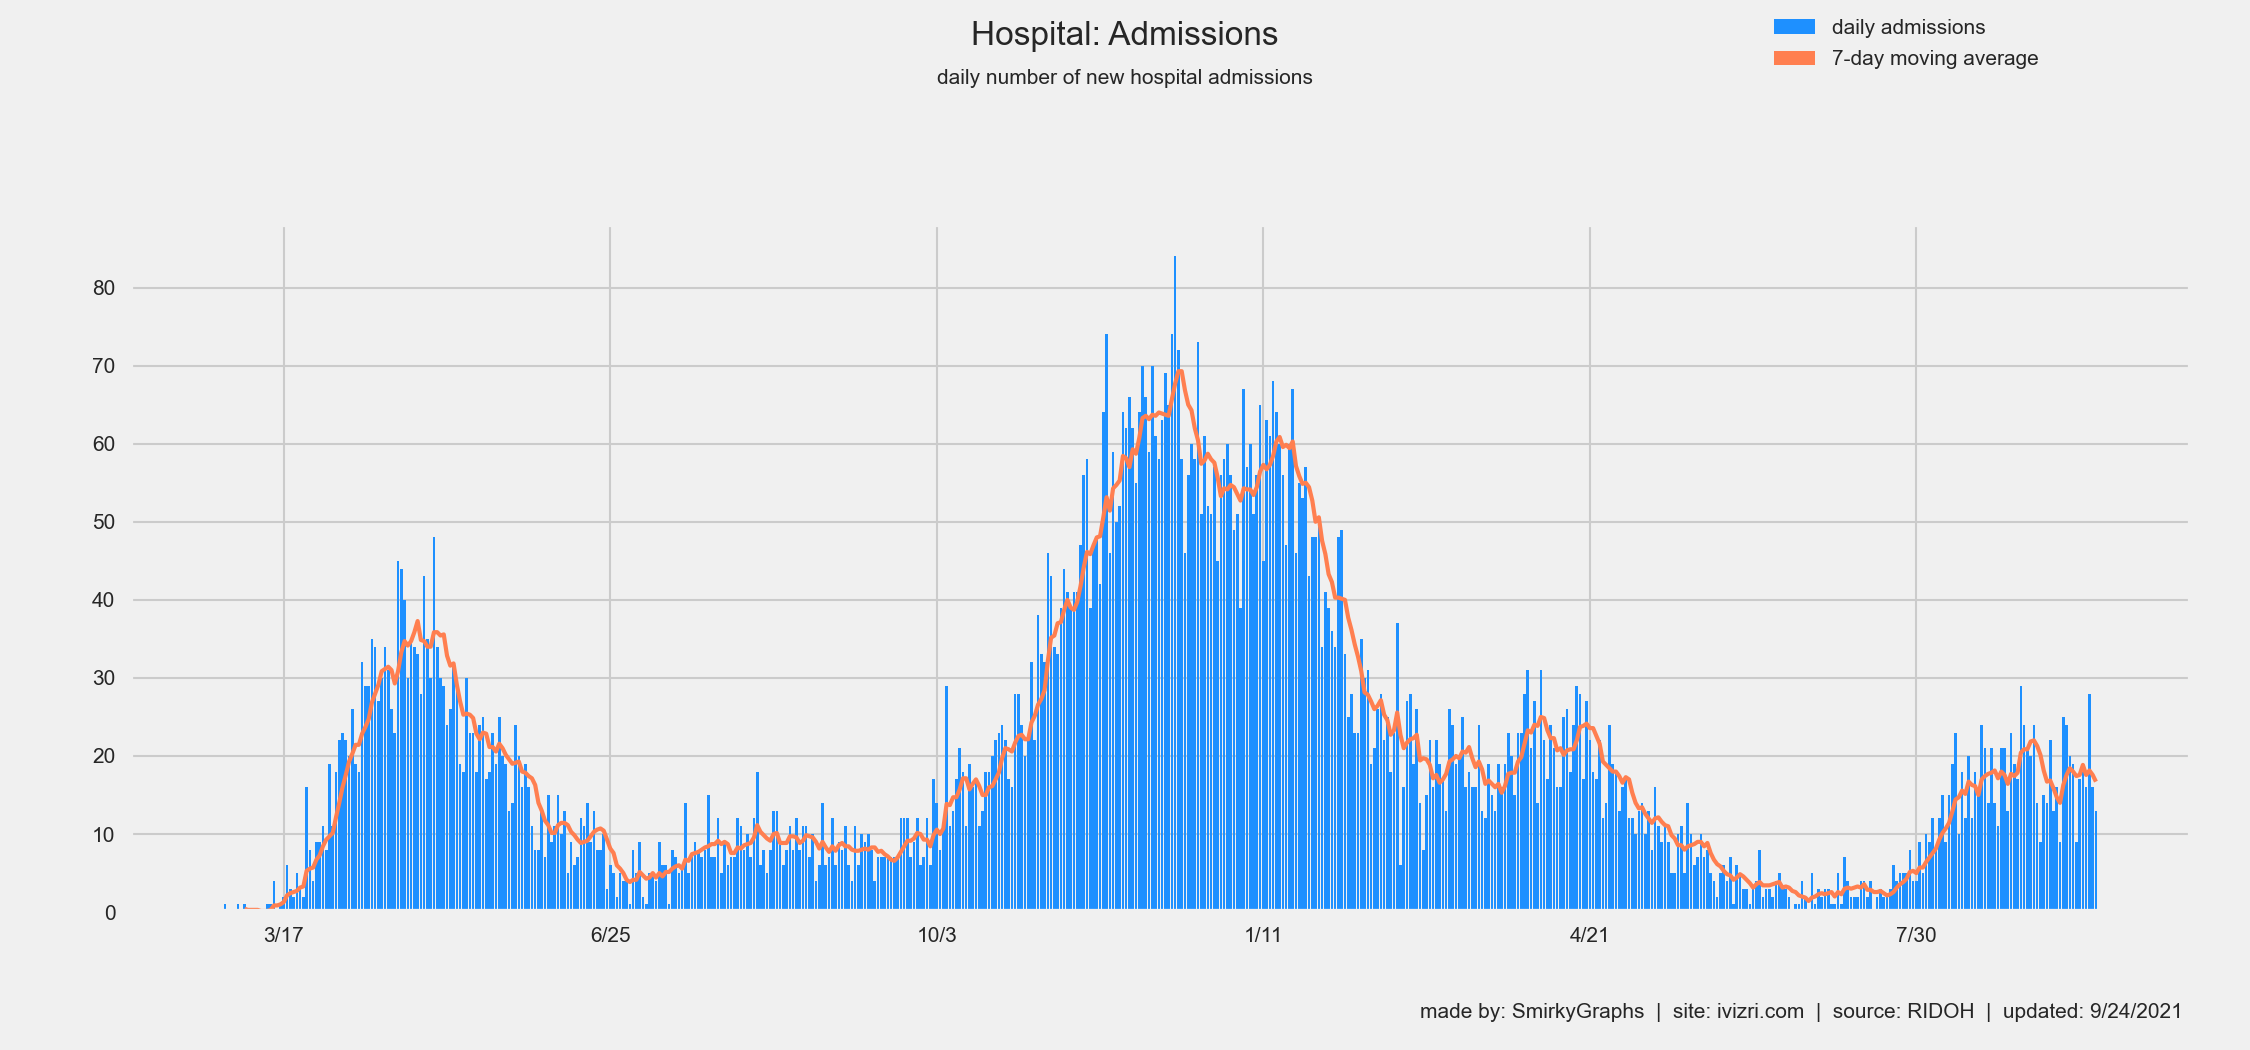 Hospital: Admissions
daily number of new hospital admissions
daily admissions
7-day moving average
80
70
60
50
40
30
20
10
0
3/17 6/25 10/3 1/11 4/21 7/30
made by: SmirkyGraphs | site: ivizri.com | source: RIDOH | updated: 9/24/2021